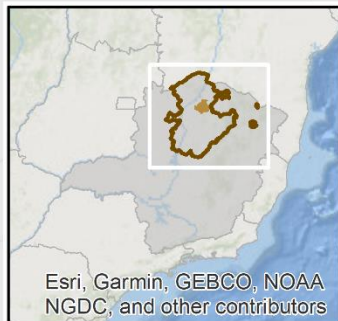 Esri, Garmin, GEBCO, NOAA
NGDC, and other contributors